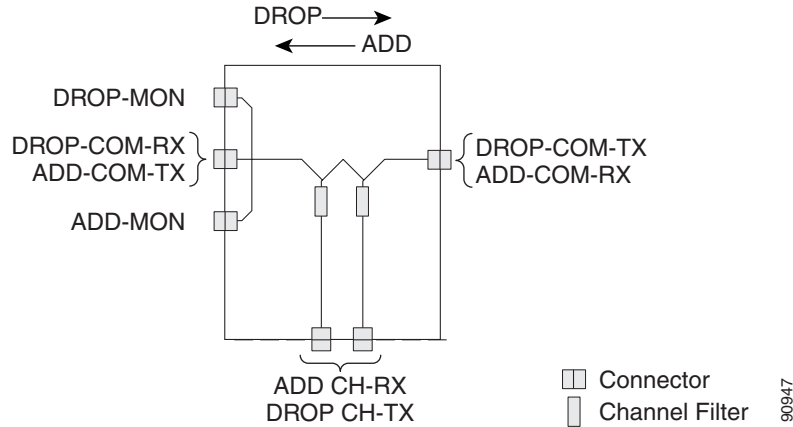 DROP
ADD
DROP-MON
DROP-COM-RX
ADD-COM-TX
DROP-COM-TX
ADD-COM-RX
ADD-MON
ADD CH-RX
DROP CH-TX
Connector
Channel Filter
90947